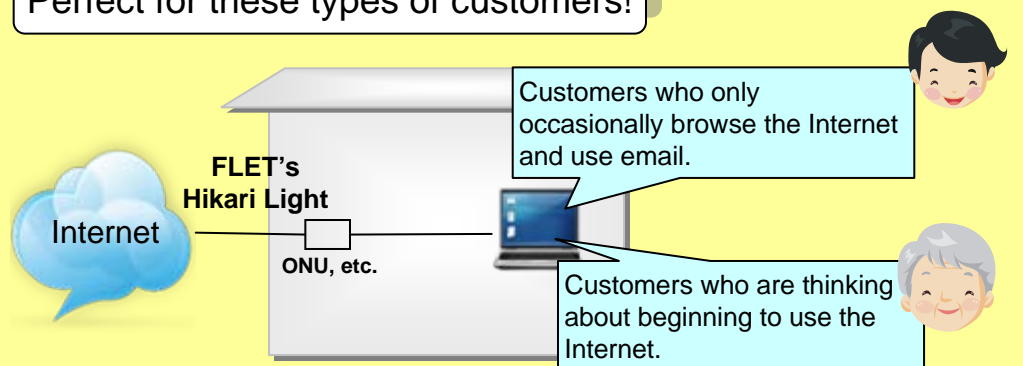 Perfect for these types of customers!
Customers who only
occasionally browse the Internet
and use email.
FLET's
Hikari Light
Internet
ONU, etc.
Customers who are thinking
about beginning to use the
Internet.